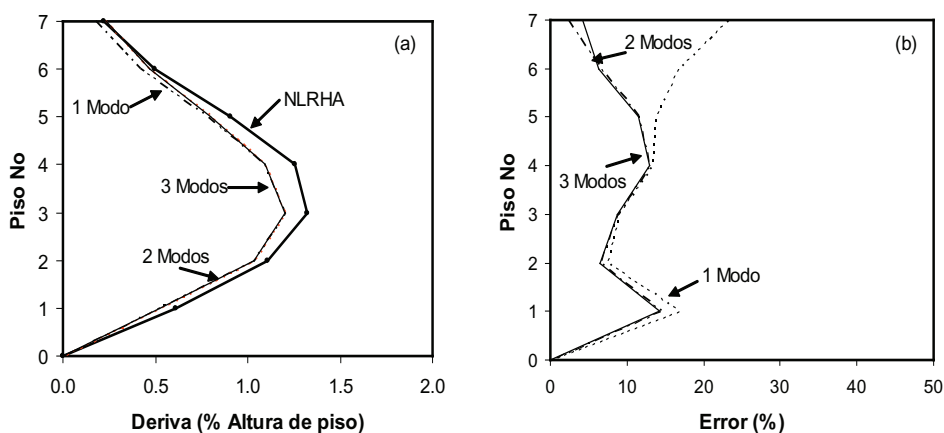 (a)
7
6
5
4
3
2
1
0
Piso No
1 Modo
NLRHA
3 Modos
2 Modos
0.0 0.5 1.0 1.5 2.0
Deriva (% Altura de piso)
(b)
7
6
5
4
3
2
1
0
Piso No
2 Modos
3 Modos
1 Modo
0 10 20 30 40 50
Error (%)